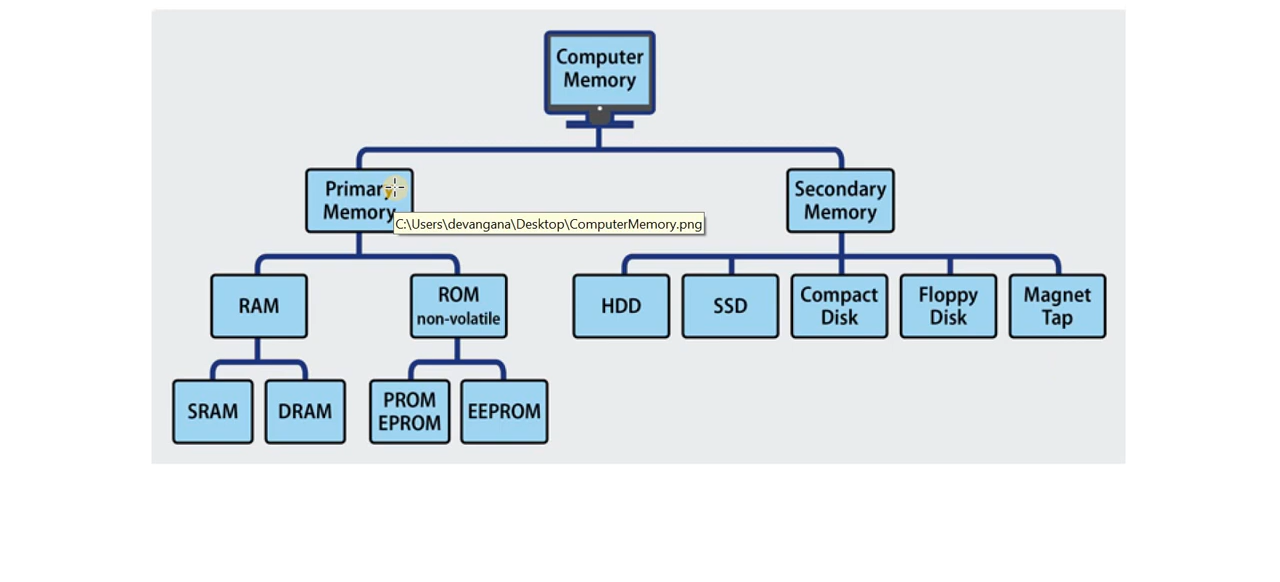 Computer
Memory
Primary
Memory
Secondary
Memory
C:\Users\devangana\Desktop\ComputerMemory.png
RAM
ROM
non-volatile
HDD
SSD
Compact
Disk
Floppy
Disk
Magnet
Tap
SRAM
DRAM
PROM
EPROM
EEPROM